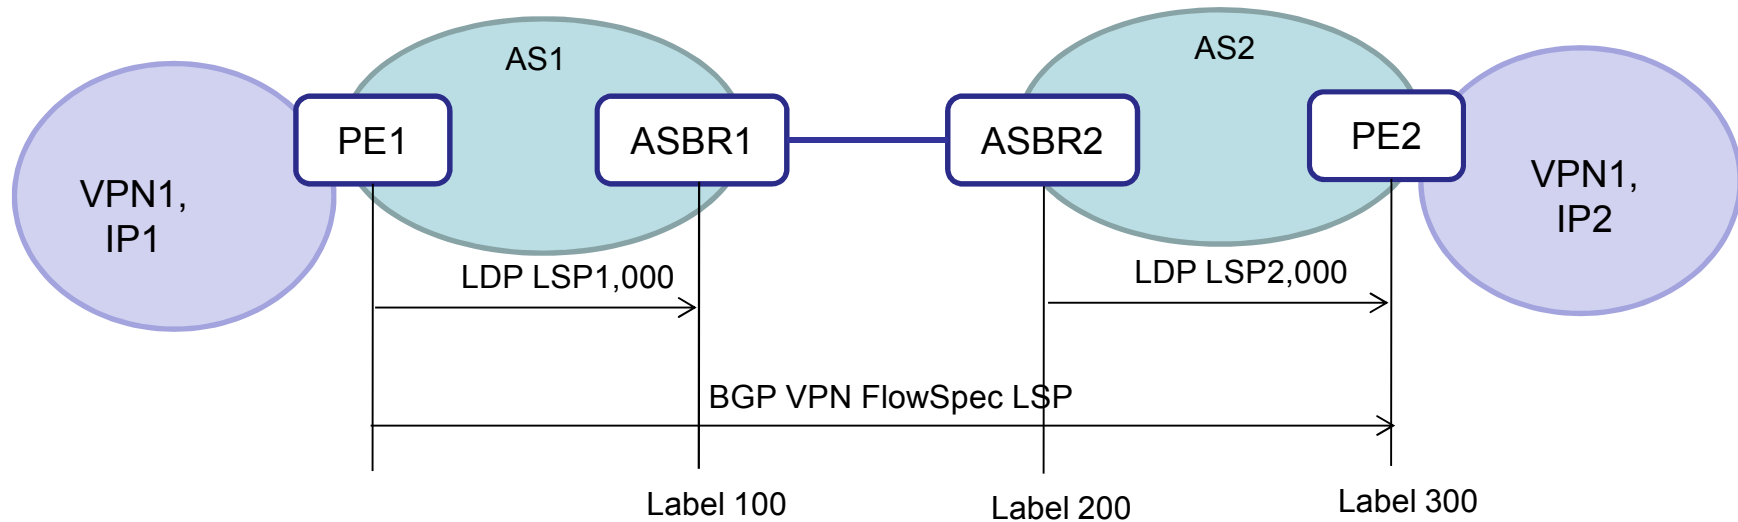 AS1
AS2
PE1
ASBR1
ASBR2
PE2
VPN1,
IP1
VPN1,
IP2
LDP LSP1,000
LDP LSP2,000
BGP VPN FlowSpec LSP
Label 100
Label 200
Label 300